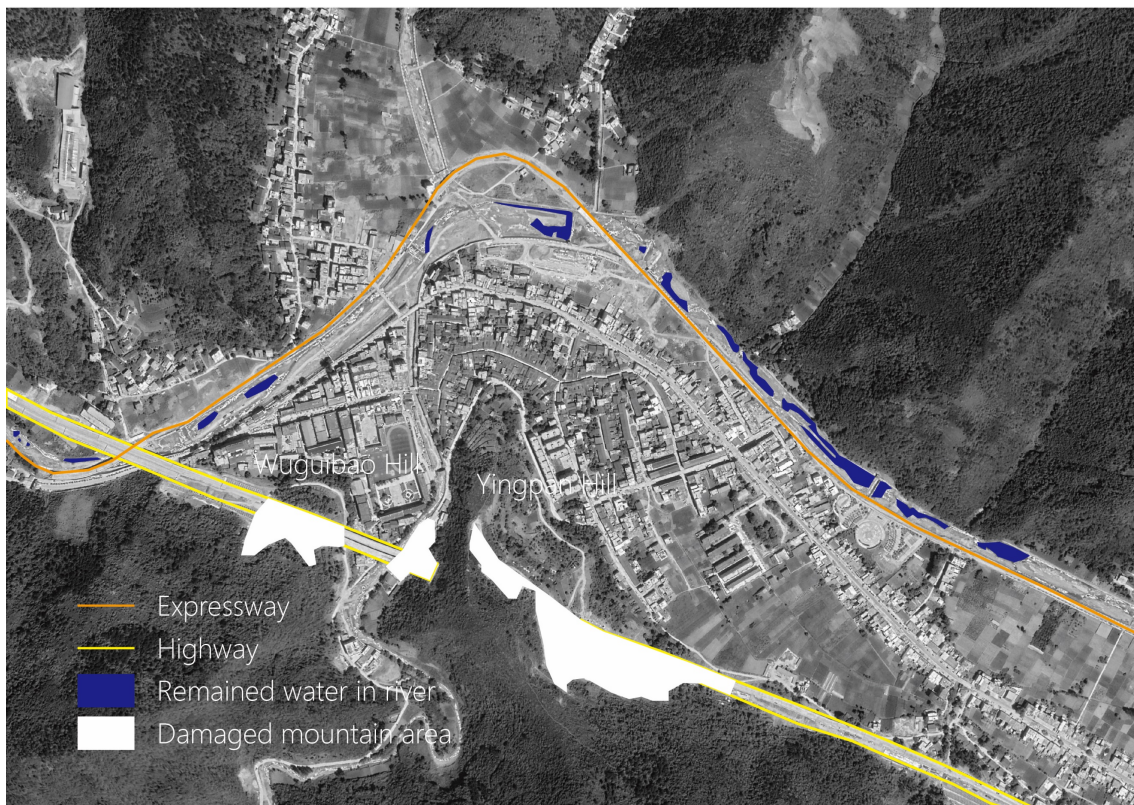 Wuguibao Hill
Yingpan Hill
Expressway
Highway
Remained water in river
Damaged mountain area